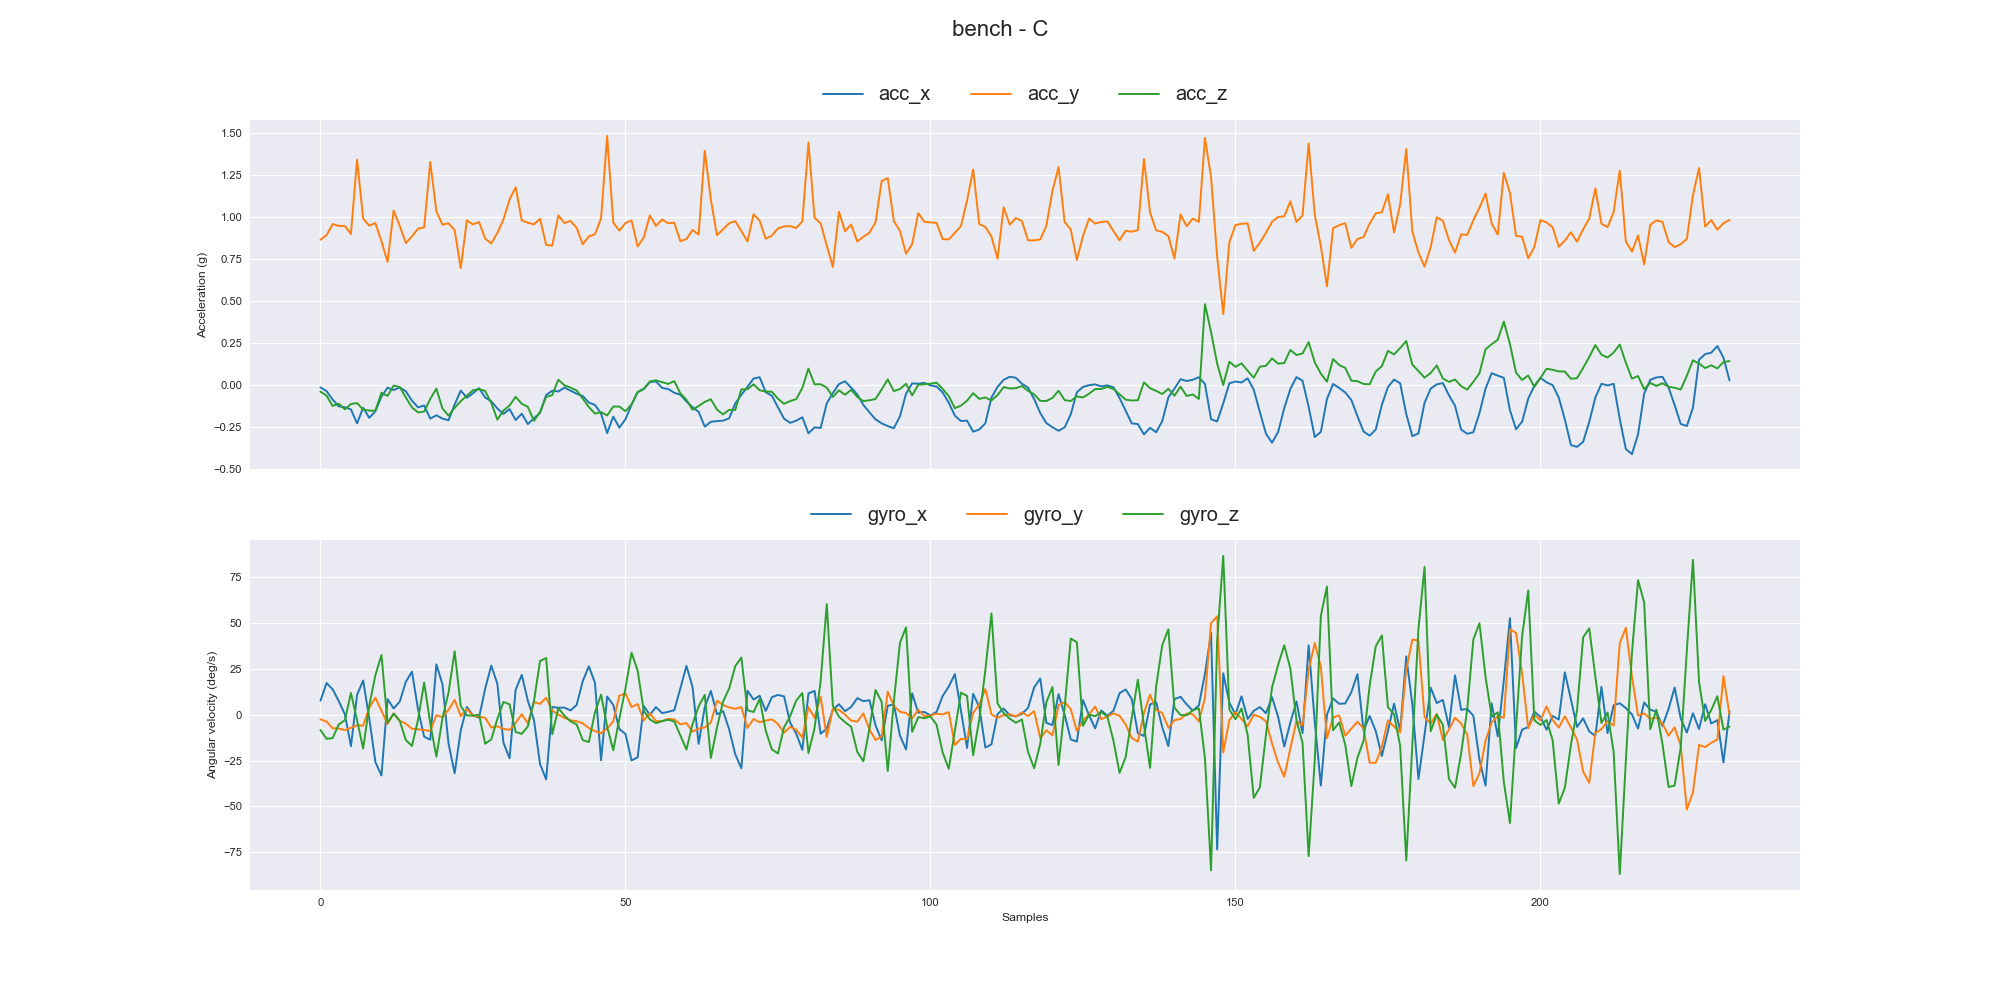 bench - C
acc_x acc_y acc_z
1.50
1.25
1.00
0.75
0.50
0.25
0.00
−0.25
−0.50
Acceleration (g)
gyro_x gyro_y gyro_z
75
50
25
0
−25
−50
−75
Angular velocity (deg/s)
0 50 100 150 200
Samples